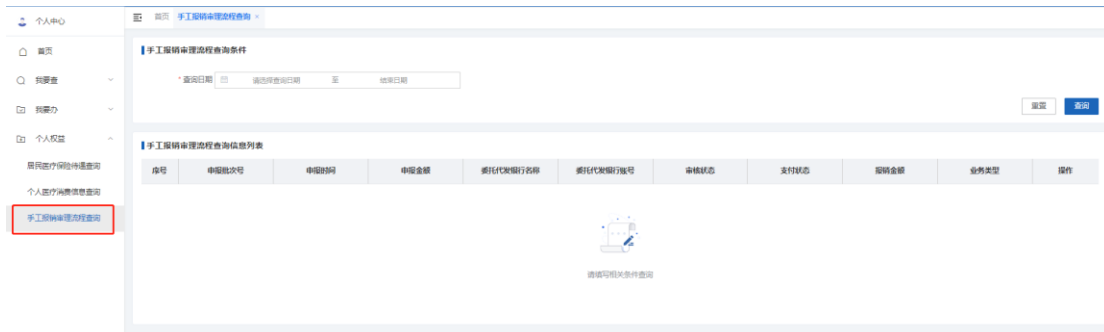 个人中心
首页 手工报销审理流程查询 ×
首页
我要查
我要办
个人权益
居民医疗保险待遇查询
个人医疗消费信息查询
手工报销审理流程查询
手工报销审理流程查询条件
* 查询日期 请选择查询日期 至 结束日期
重置 查询
手工报销审理流程查询信息列表
序号 申报批次号 申报时间 申报金额 委托代发银行名称 委托代发银行账号 审核状态 支付状态 报销金额 业务类型 操作
请填写相关条件查询